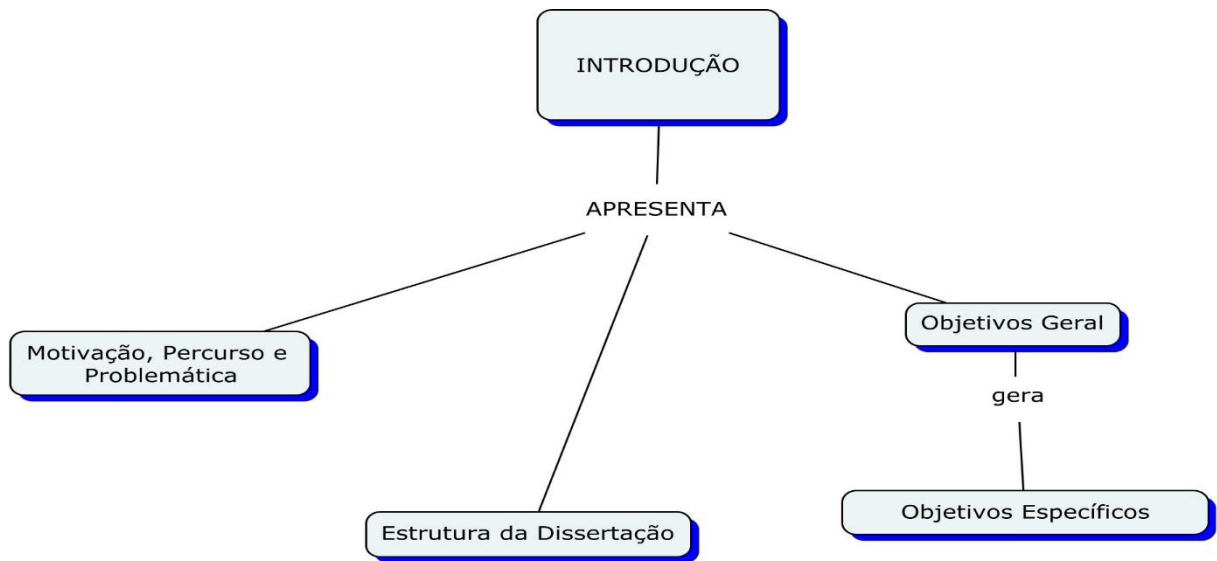 INTRODUÇÃO
APRESENTA
Motivação, Percurso e
Problemática
Objetivos Geral
gera
Estrutura da Dissertação
Objetivos Específicos